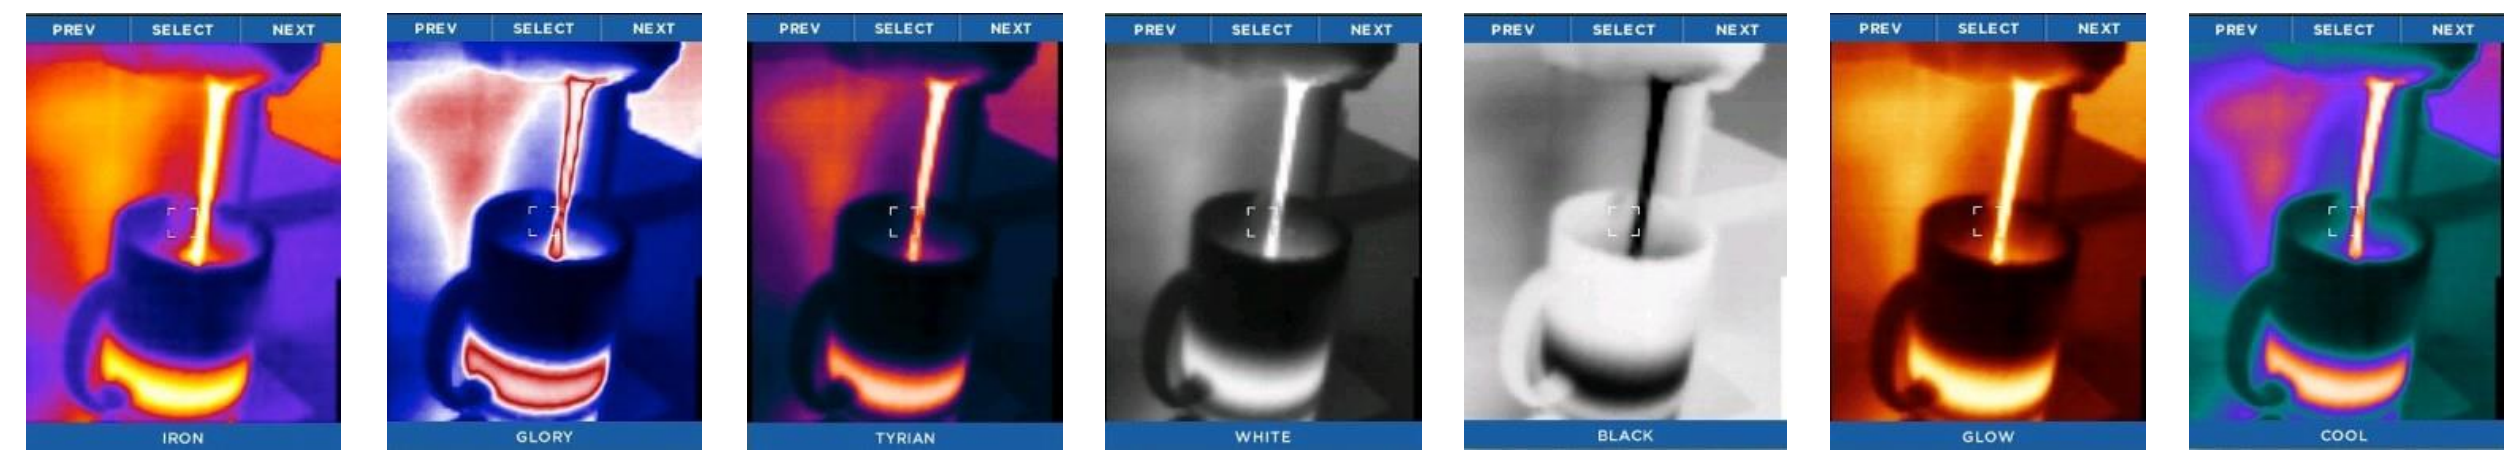 PREV SELECT NEXT
IRON
PREV SELECT NEXT
GLORY
PREV SELECT NEXT
TYRIAN
PREV SELECT NEXT
WHITE
PREV SELECT NEXT
BLACK
PREV SELECT NEXT
GLOW
PREV SELECT NEXT
COOL